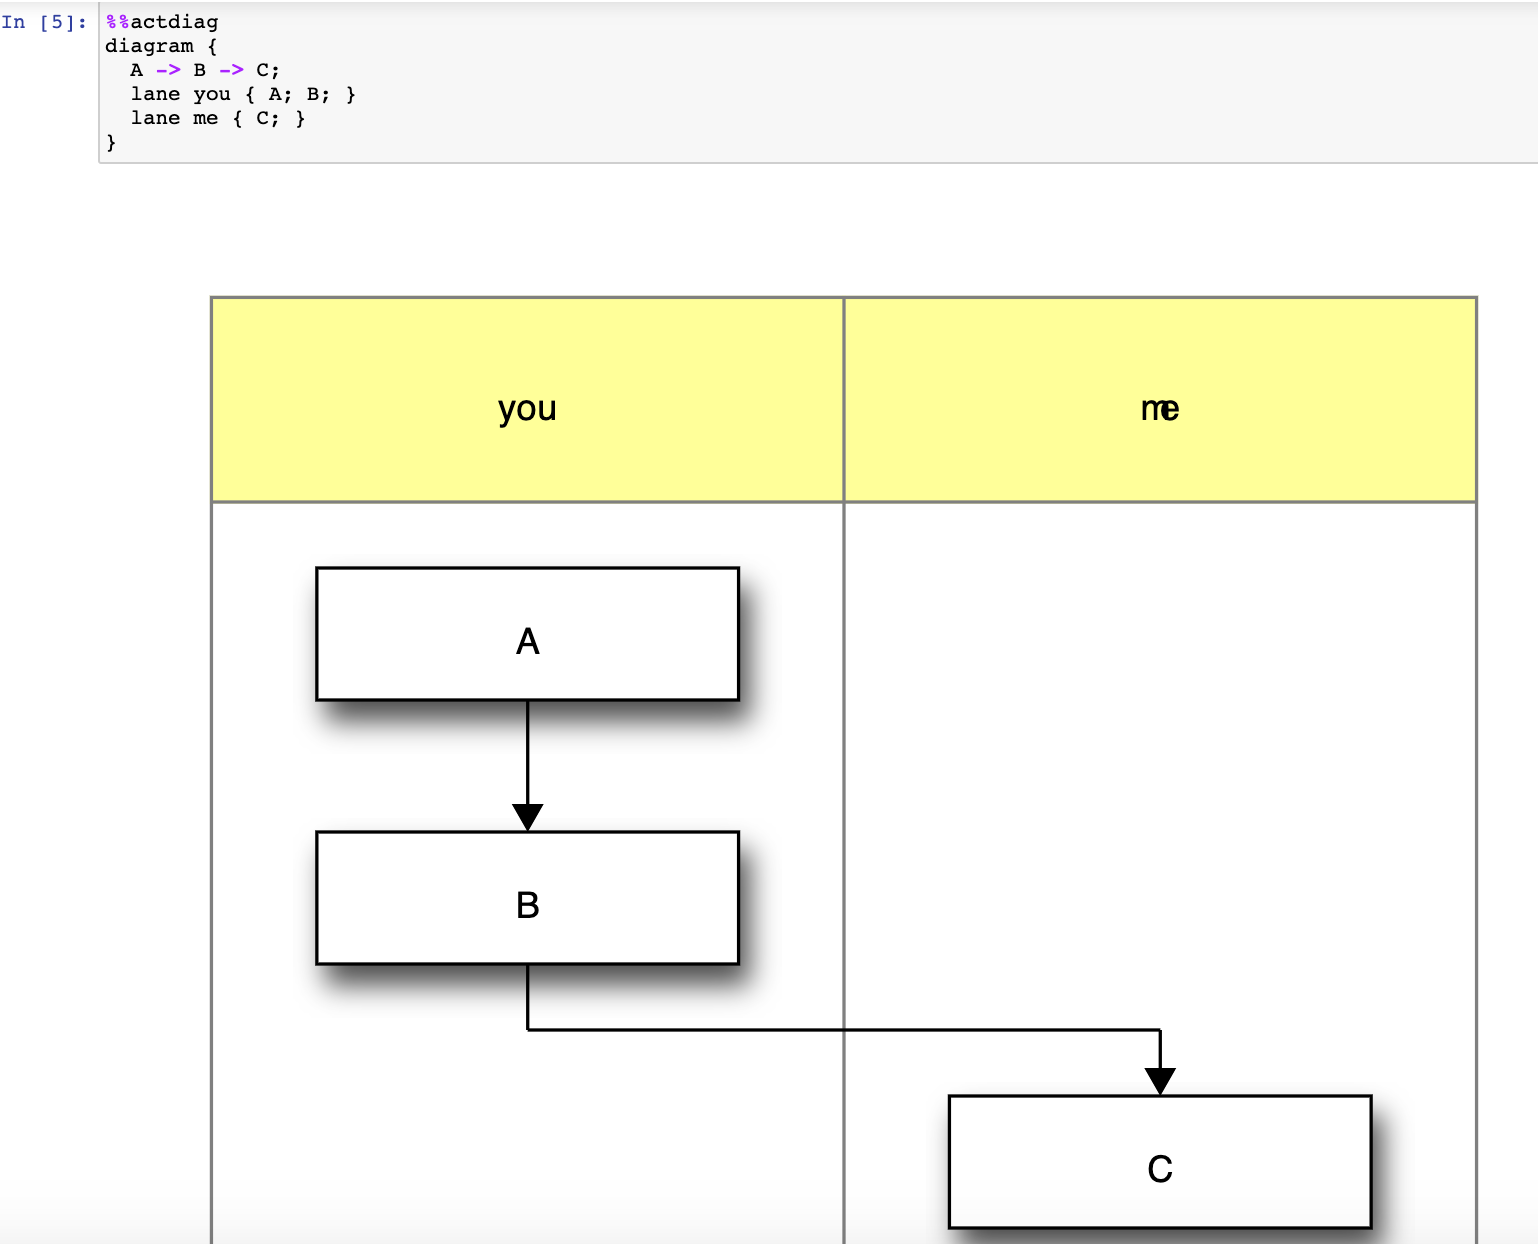 In [5]: %%actdiag
diagram {
  A -> B -> C;
  lane you { A; B; }
  lane me { C; }
}
you me
A
B
C